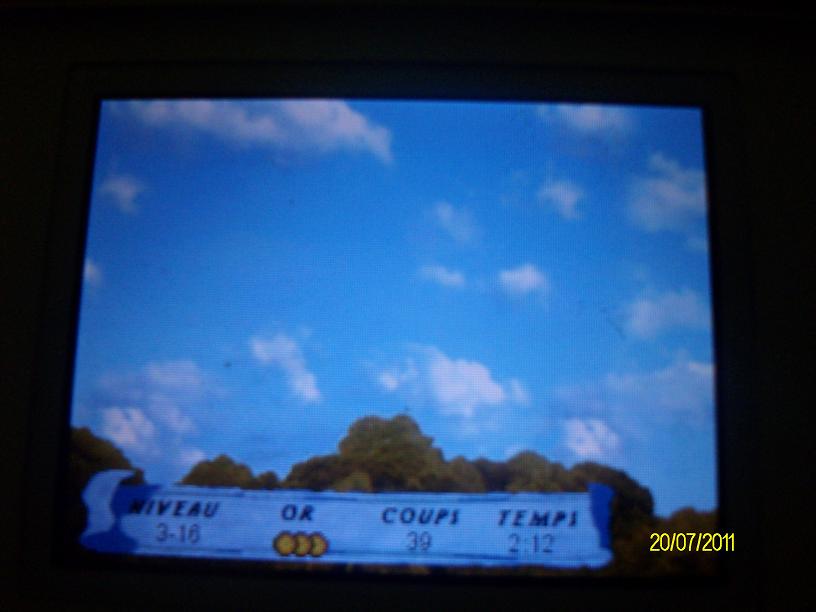 NIVEAU OR COUPS TEMPS
3-16 39 2:12
20/07/2011